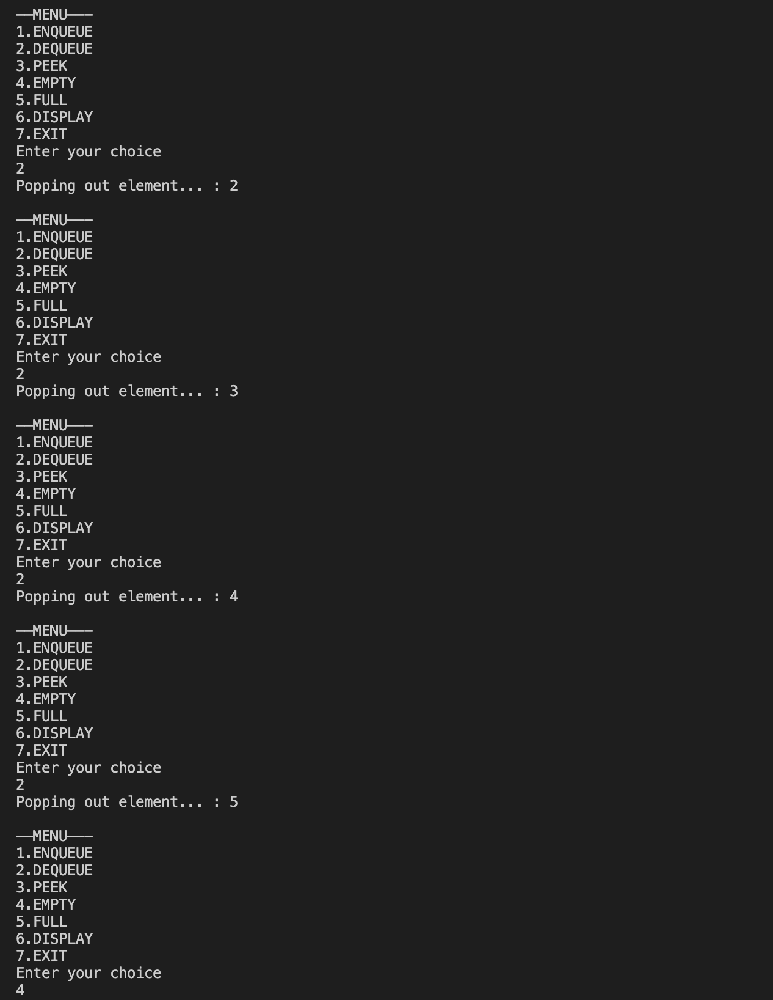 ——MENU———
1.ENQUEUE
2.DEQUEUE
3.PEEK
4.EMPTY
5.FULL
6.DISPLAY
7.EXIT
Enter your choice
2
Popping out element... : 2
——MENU———
1.ENQUEUE
2.DEQUEUE
3.PEEK
4.EMPTY
5.FULL
6.DISPLAY
7.EXIT
Enter your choice
2
Popping out element... : 3
——MENU———
1.ENQUEUE
2.DEQUEUE
3.PEEK
4.EMPTY
5.FULL
6.DISPLAY
7.EXIT
Enter your choice
2
Popping out element... : 4
——MENU———
1.ENQUEUE
2.DEQUEUE
3.PEEK
4.EMPTY
5.FULL
6.DISPLAY
7.EXIT
Enter your choice
2
Popping out element... : 5
——MENU———
1.ENQUEUE
2.DEQUEUE
3.PEEK
4.EMPTY
5.FULL
6.DISPLAY
7.EXIT
Enter your choice
4